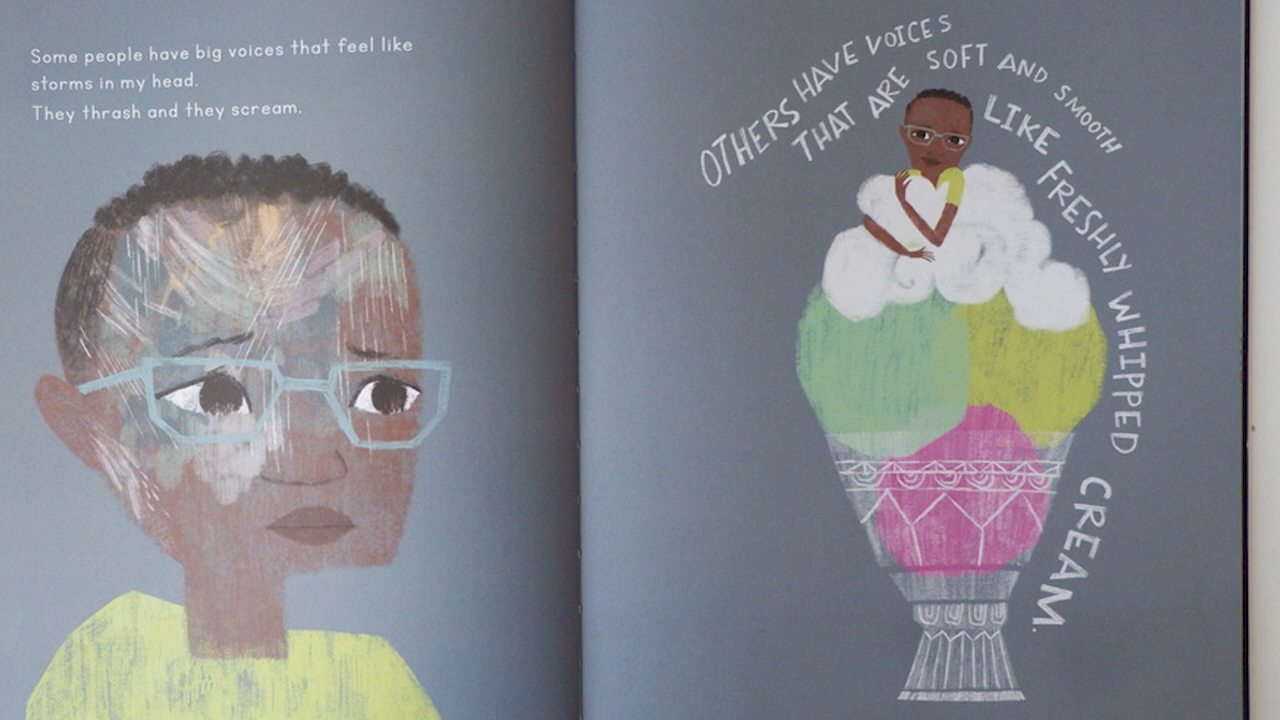 Some people have big voices that feel like
storms in my head.
They thrash and they scream.
OTHERS HAVE VOICES
THAT ARE SOFT AND SMOOTH
LIKE FRESHLY WHIPPED CREAM.